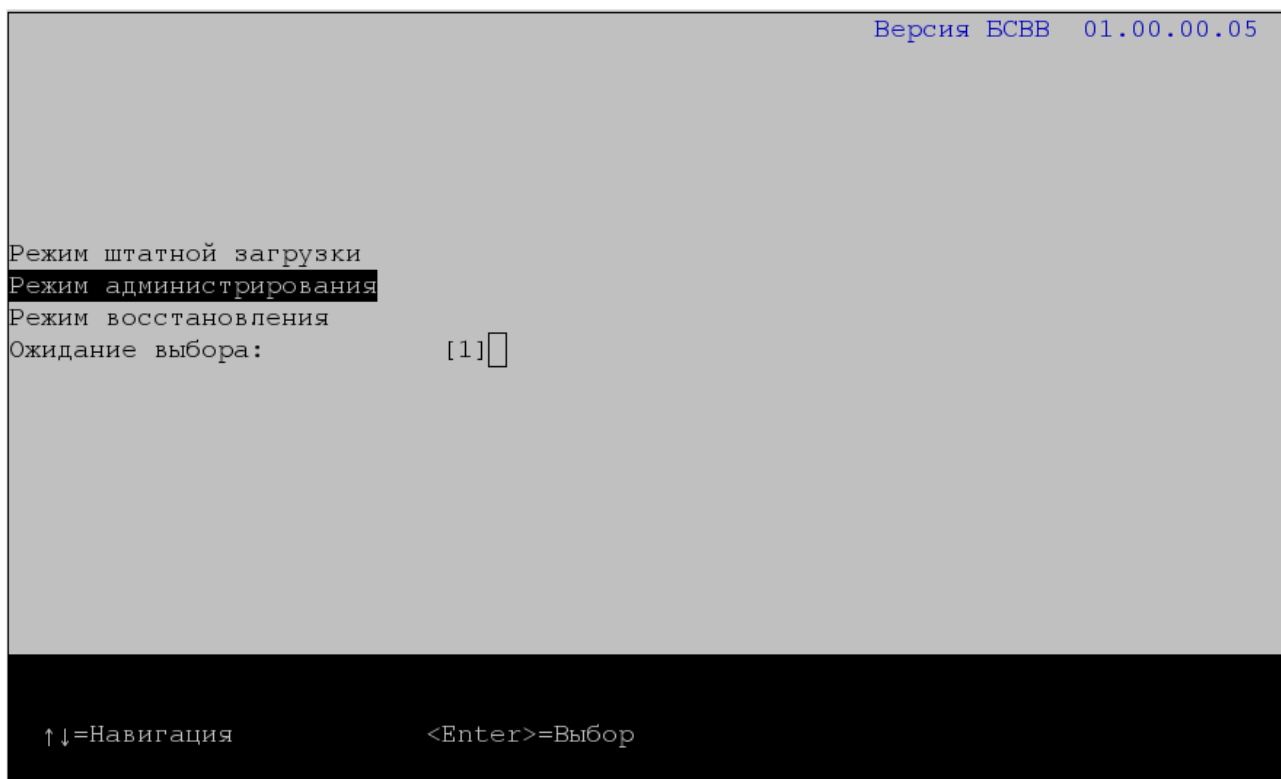 Версия БСВВ 01.00.00.05
Режим штатной загрузки
Режим администрирования
Режим восстановления
Ожидание выбора: [1]
↑↓=Навигация <Enter>=Выбор